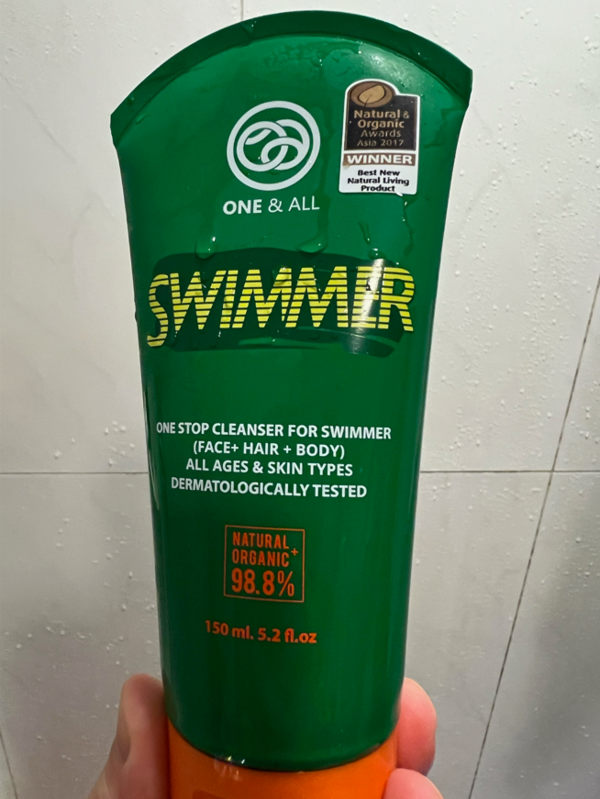 Natural &
Organic
Awards
Asia 2017
WINNER
Best New
Natural Living
Product
ONE & ALL
SWIMMER
ONE STOP CLEANSER FOR SWIMMER
(FACE+ HAIR + BODY)
ALL AGES & SKIN TYPES
DERMATOLOGICALLY TESTED
NATURAL
ORGANIC+
98.8%
150 ml. 5.2 fl.oz